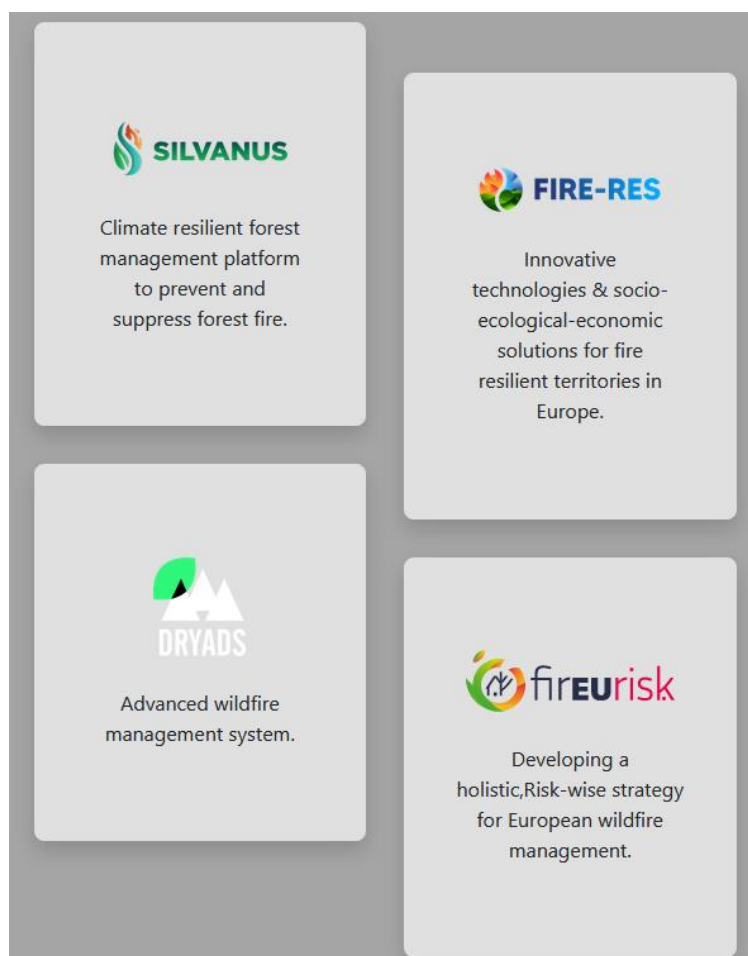 SILVANUS
Climate resilient forest
management platform
to prevent and
suppress forest fire.
FIRE-RES
Innovative
technologies & socio-
ecological-economic
solutions for fire
resilient territories in
Europe.
DRYADS
Advanced wildfire
management system.
firEUrisk
Developing a
holistic,Risk-wise strategy
for European wildfire
management.